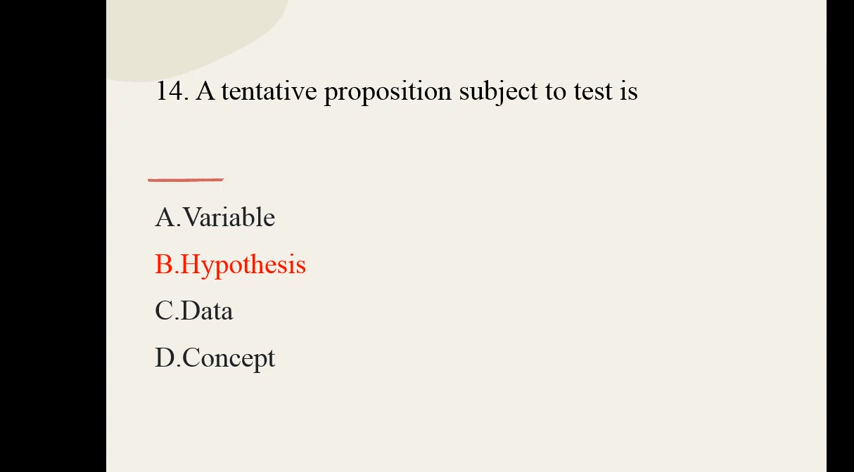 14. A tentative proposition subject to test is
A.Variable
B.Hypothesis
C.Data
D.Concept